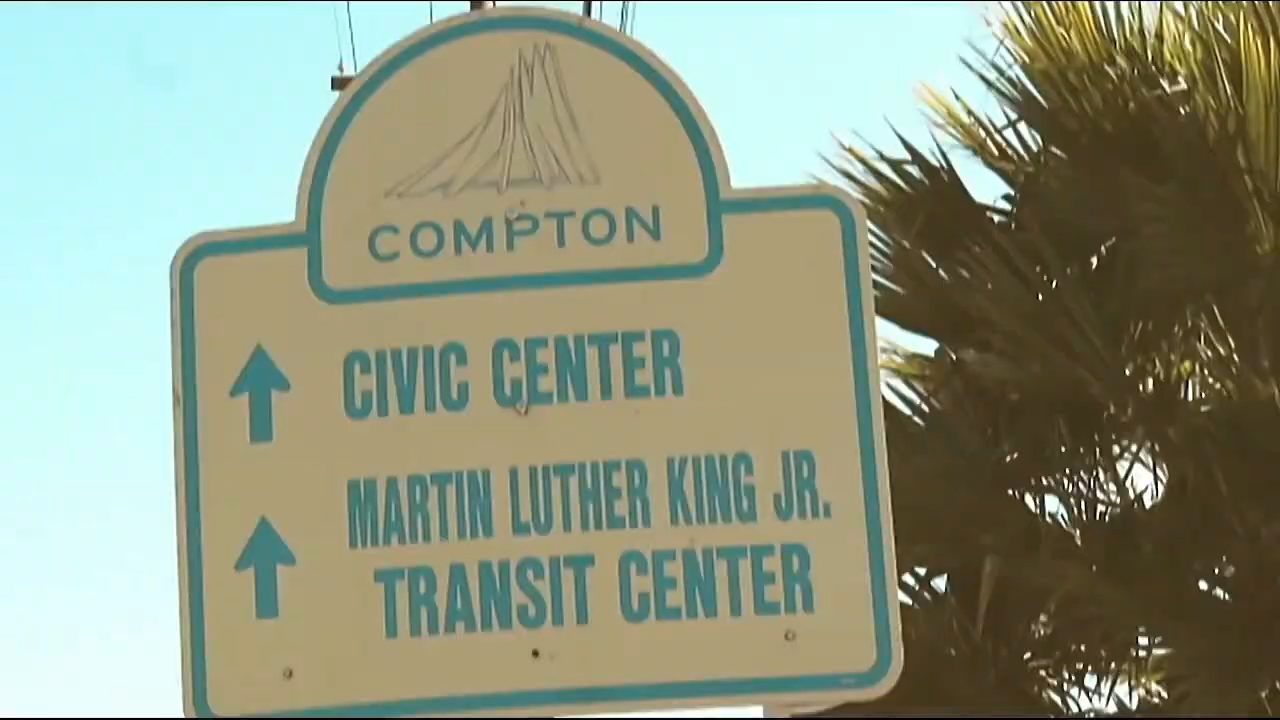 COMPTON
CIVIC CENTER
MARTIN LUTHER KING JR.
TRANSIT CENTER